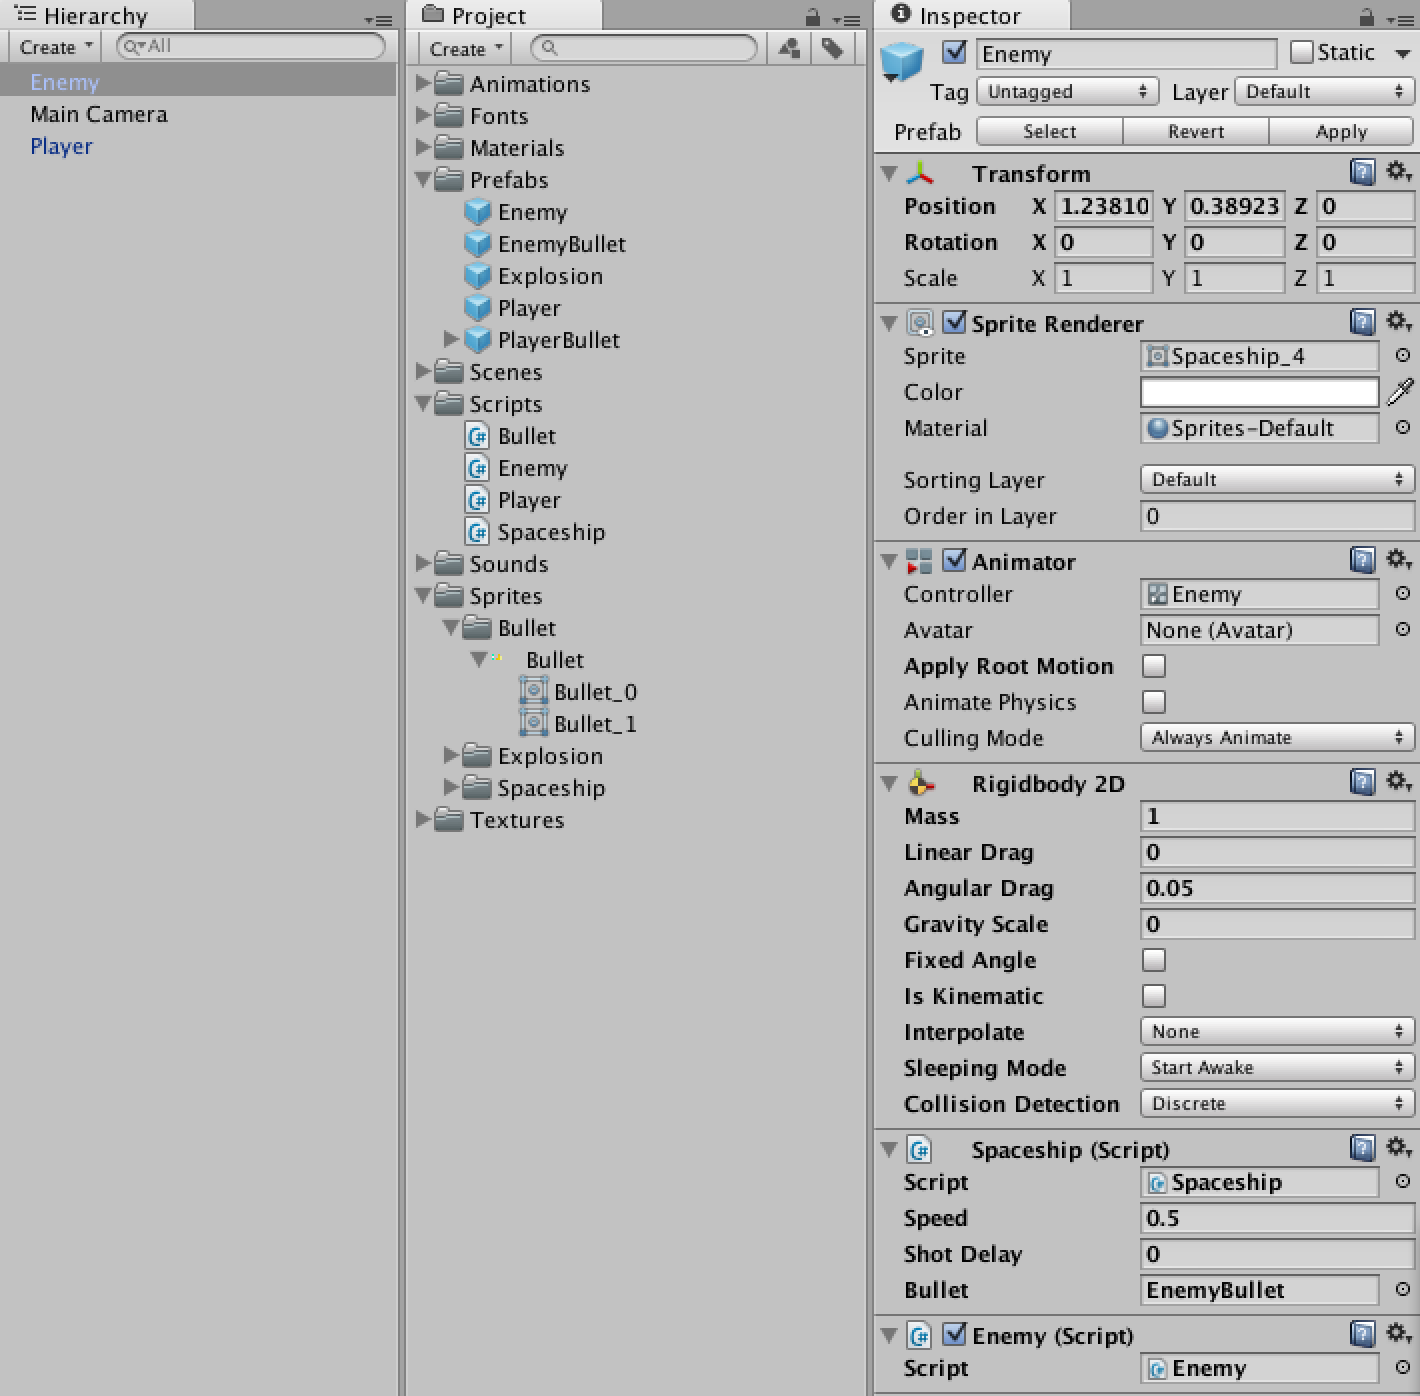 Hierarchy
Create
All
Enemy
Main Camera
Player
Project
Create
Animations
Fonts
Materials
Prefabs
Enemy
EnemyBullet
Explosion
Player
PlayerBullet
Scenes
Scripts
Bullet
Enemy
Player
Spaceship
Sounds
Sprites
Bullet
Bullet
Bullet_0
Bullet_1
Explosion
Spaceship
Textures
Inspector
Enemy Static
Tag Untagged Layer Default
Prefab Select Revert Apply
Transform
Position X 1.23810 Y 0.38923 Z 0
Rotation X 0 Y 0 Z 0
Scale X 1 Y 1 Z 1
Sprite Renderer
Sprite Spaceship_4
Color
Material Sprites-Default
Sorting Layer Default
Order in Layer 0
Animator
Controller Enemy
Avatar None (Avatar)
Apply Root Motion
Animate Physics
Culling Mode Always Animate
Rigidbody 2D
Mass 1
Linear Drag 0
Angular Drag 0.05
Gravity Scale 0
Fixed Angle
Is Kinematic
Interpolate None
Sleeping Mode Start Awake
Collision Detection Discrete
Spaceship (Script)
Script Spaceship
Speed 0.5
Shot Delay 0
Bullet EnemyBullet
Enemy (Script)
Script Enemy